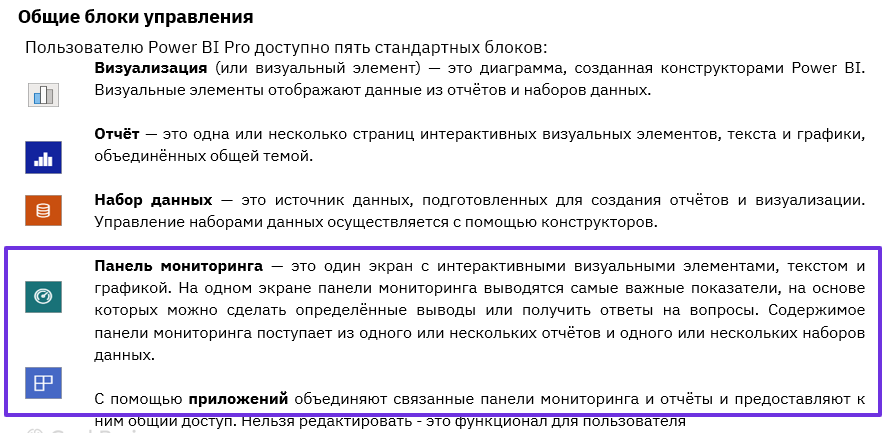 Общие блоки управления
Пользователю Power BI Pro доступно пять стандартных блоков:
Визуализация (или визуальный элемент) — это диаграмма, созданная конструкторами Power BI.
Визуальные элементы отображают данные из отчётов и наборов данных.
Отчёт — это одна или несколько страниц интерактивных визуальных элементов, текста и графики,
объединённых общей темой.
Набор данных — это источник данных, подготовленных для создания отчётов и визуализации.
Управление наборами данных осуществляется с помощью конструкторов.
Панель мониторинга — это один экран с интерактивными визуальными элементами, текстом и
графикой. На одном экране панели мониторинга выводятся самые важные показатели, на основе
которых можно сделать определённые выводы или получить ответы на вопросы. Содержимое
панели мониторинга поступает из одного или нескольких отчётов и одного или нескольких наборов
данных.
С помощью приложений объединяют связанные панели мониторинга и отчёты и предоставляют к
ним общий доступ. Нельзя редактировать - это функционал для пользователя